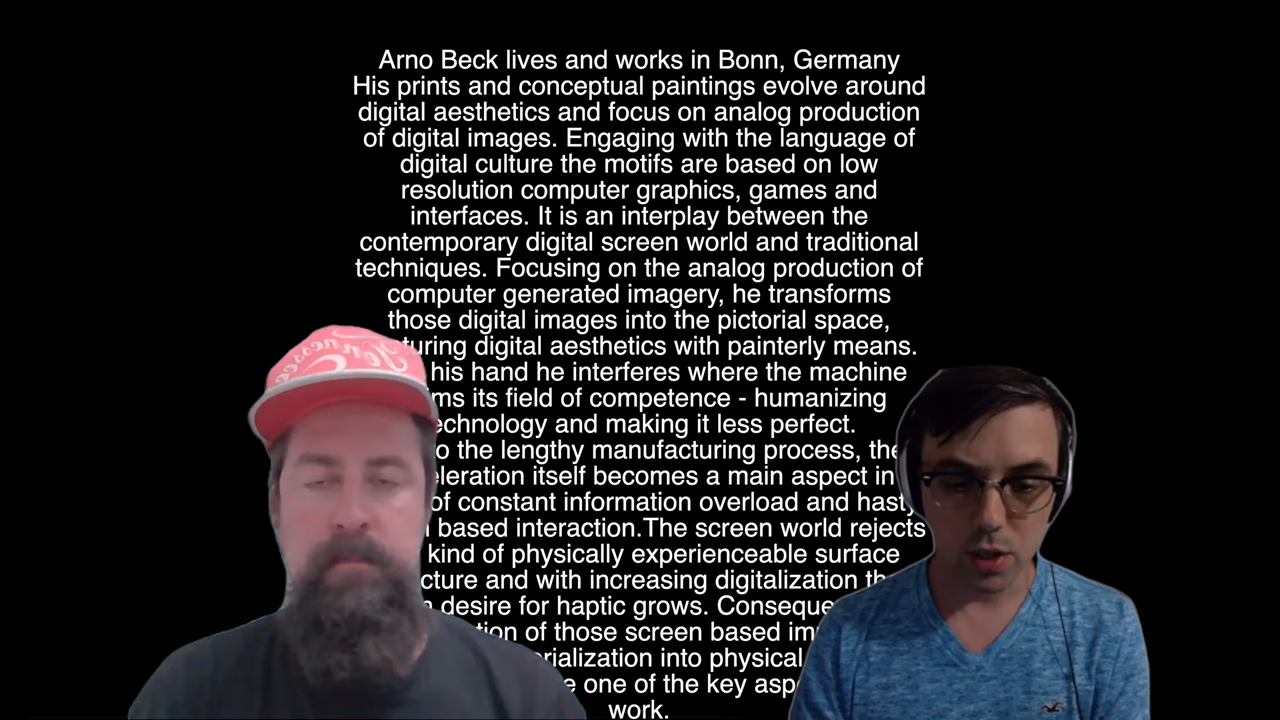 Arno Beck lives and works in Bonn, Germany
His prints and conceptual paintings evolve around
digital aesthetics and focus on analog production
of digital images. Engaging with the language of
digital culture the motifs are based on low
resolution computer graphics, games and
interfaces. It is an interplay between the
contemporary digital screen world and traditional
techniques. Focusing on the analog production of
computer generated imagery, he transforms
those digital images into the pictorial space,
digital aesthetics with painterly means.
his hand he interferes where the machine
its field of competence - humanizing
and making it less perfect.
the lengthy manufacturing process, the
itself becomes a main aspect in
of constant information overload and hasty
based interaction.The screen world rejects
kind of physically experienceable surface
and with increasing digitalization
desire for haptic grows.
of those screen based
into physical
one of the key
work.
Tennessee